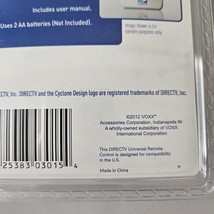 Includes user manual.
Uses 2 AA batteries (Not Included).
Image shown is for
sample purposes only.
DIRECTV, Inc. DIRECTV and the Cyclone Design logo are registered trademarks of DIRECTV, Inc.
©2012 VOXX™
Accessories Corporation, Indianapolis IN
A wholly-owned subsidiary of VOXX
International Corporation
This DIRECTV Universal Remote
Control is designed for compatibility
in the U.S.
Made in China
25383 03015 4